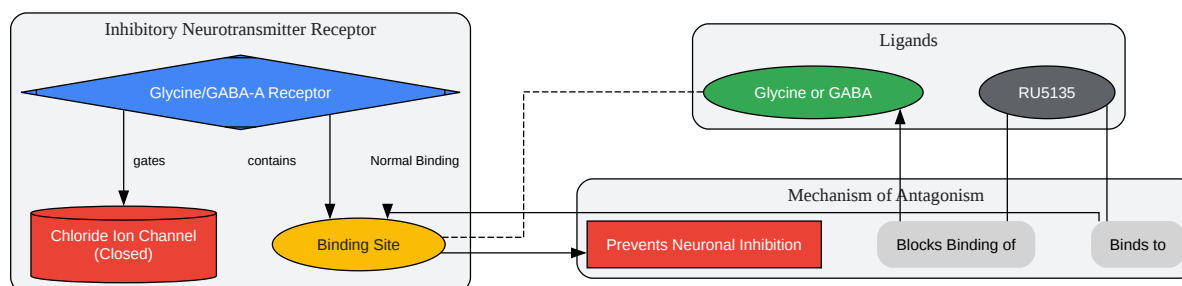 Inhibitory Neurotransmitter Receptor
Ligands
Glycine/GABA-A Receptor
Glycine or GABA
RU5135
gates
contains
Normal Binding
Mechanism of Antagonism
Chloride Ion Channel
(Closed)
Binding Site
Prevents Neuronal Inhibition
Blocks Binding of
Binds to